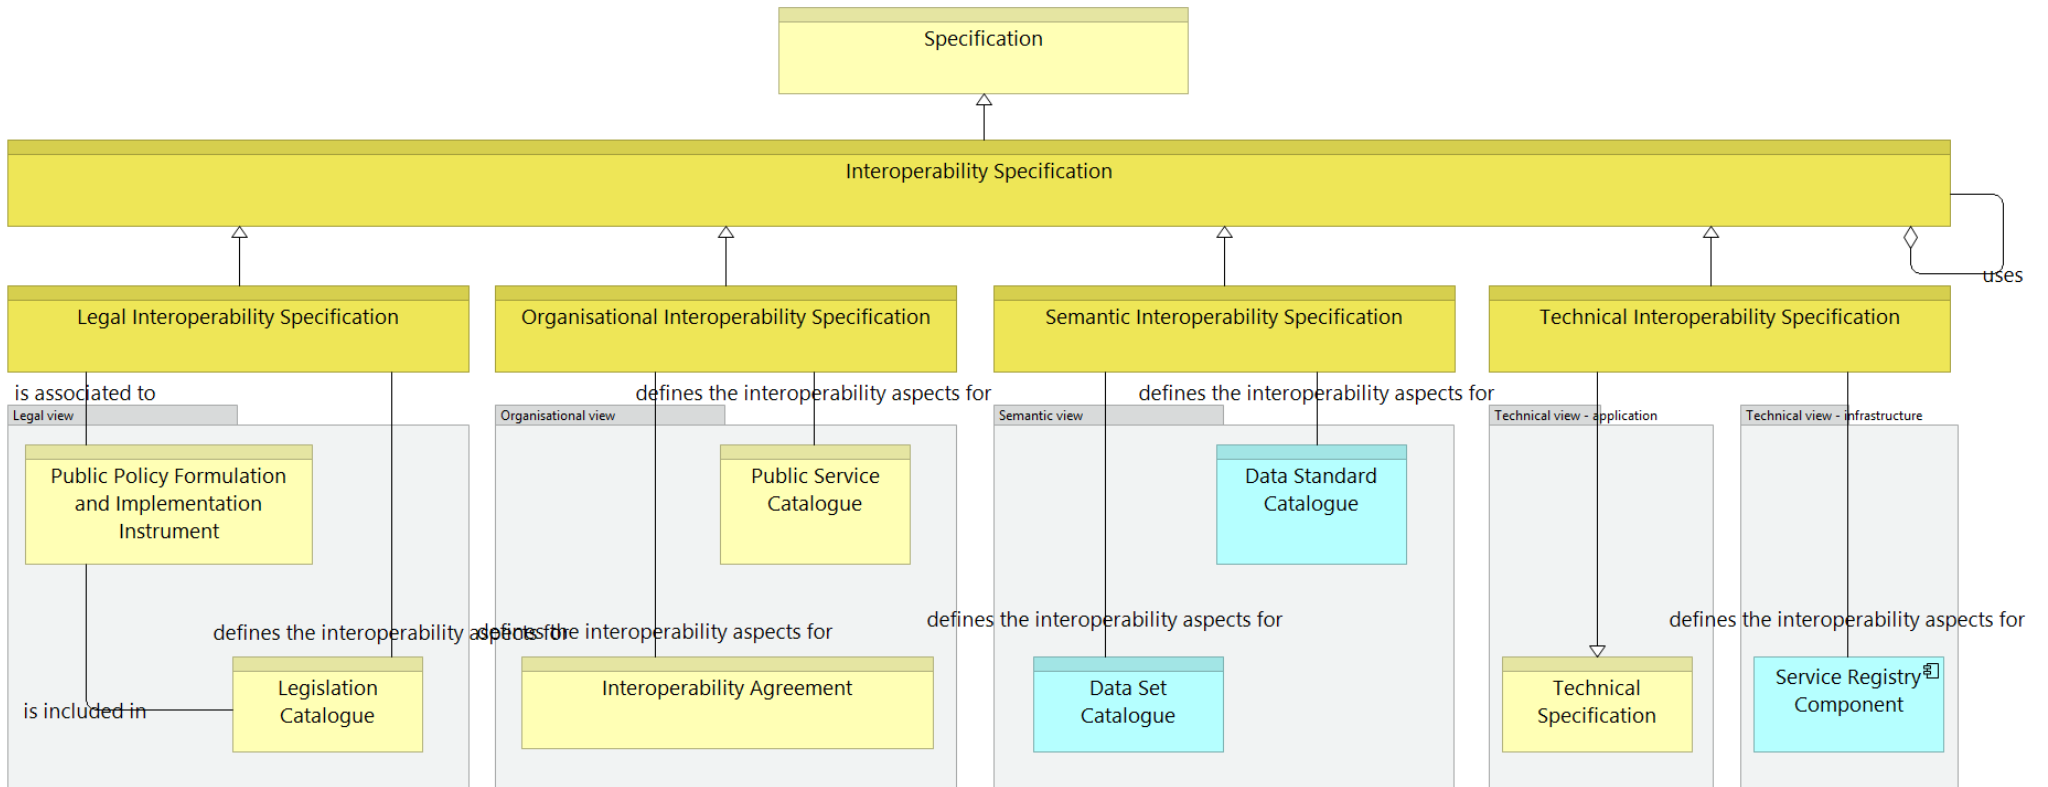 Specification
Interoperability Specification
uses
Legal Interoperability Specification
Organisational Interoperability Specification
Semantic Interoperability Specification
Technical Interoperability Specification
is associated to
defines the interoperability aspects for
defines the interoperability aspects for
Legal view
Organisational view
Semantic view
Technical view - application
Technical view - infrastructure
Public Policy Formulation
and Implementation
Instrument
Public Service
Catalogue
Data Standard
Catalogue
defines the interoperability aspects for
defines the interoperability aspects for
defines the interoperability aspects for
defines the interoperability aspects for
Legislation
Catalogue
is included in
Interoperability Agreement
Data Set
Catalogue
Technical
Specification
Service Registry
Component